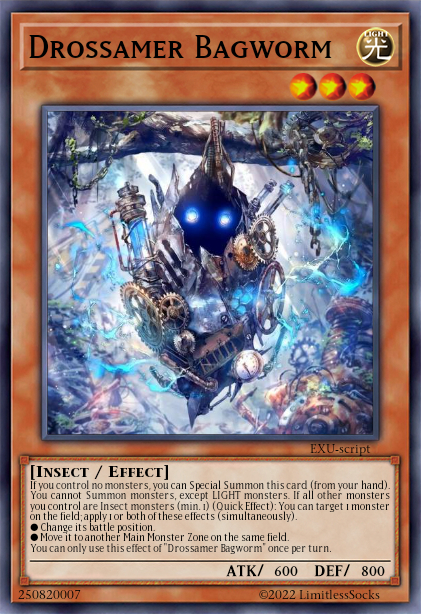 Drossamer Bagworm
LIGHT
光
EXU-script
[Insect / Effect]
If you control no monsters, you can Special Summon this card (from your hand).
You cannot Summon monsters, except LIGHT monsters. If all other monsters
you control are Insect monsters (min. 1) (Quick Effect): You can target 1 monster
on the field; apply 1 or both of these effects (simultaneously).
● Change its battle position.
● Move it to another Main Monster Zone on the same field.
You can only use this effect of "Drossamer Bagworm" once per turn.
ATK/ 600 DEF/ 800
250820007 ©2022 LimitlessSocks